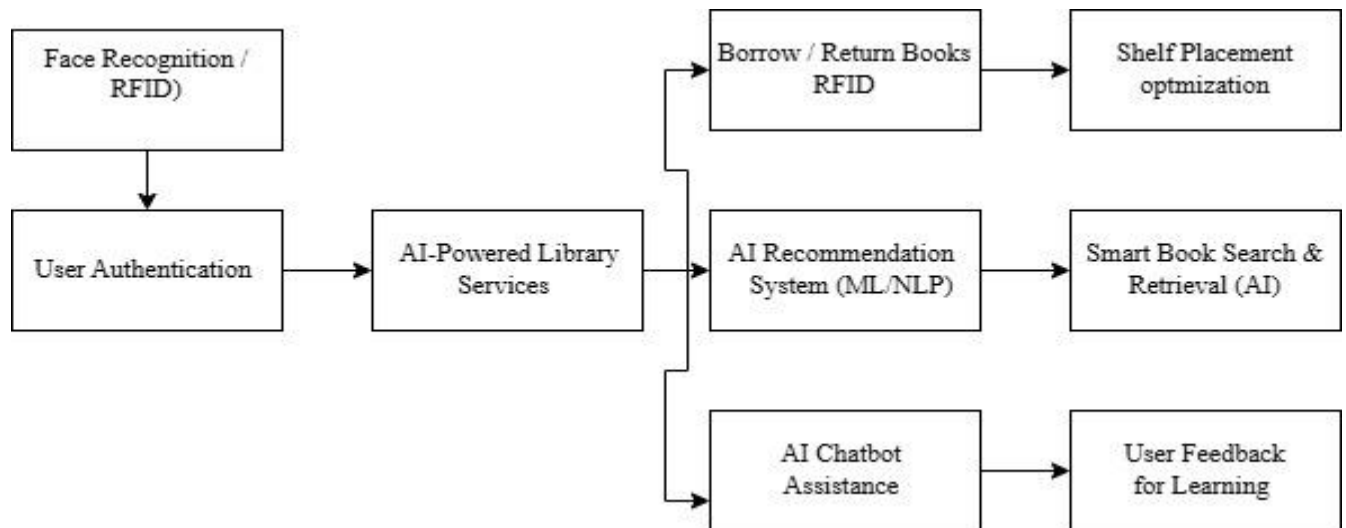 Face Recognition /
RFID)
Borrow / Return Books
RFID
Shelf Placement
optmization
User Authentication
AI-Powered Library
Services
AI Recommendation
System (ML/NLP)
Smart Book Search &
Retrieval (AI)
AI Chatbot
Assistance
User Feedback
for Learning